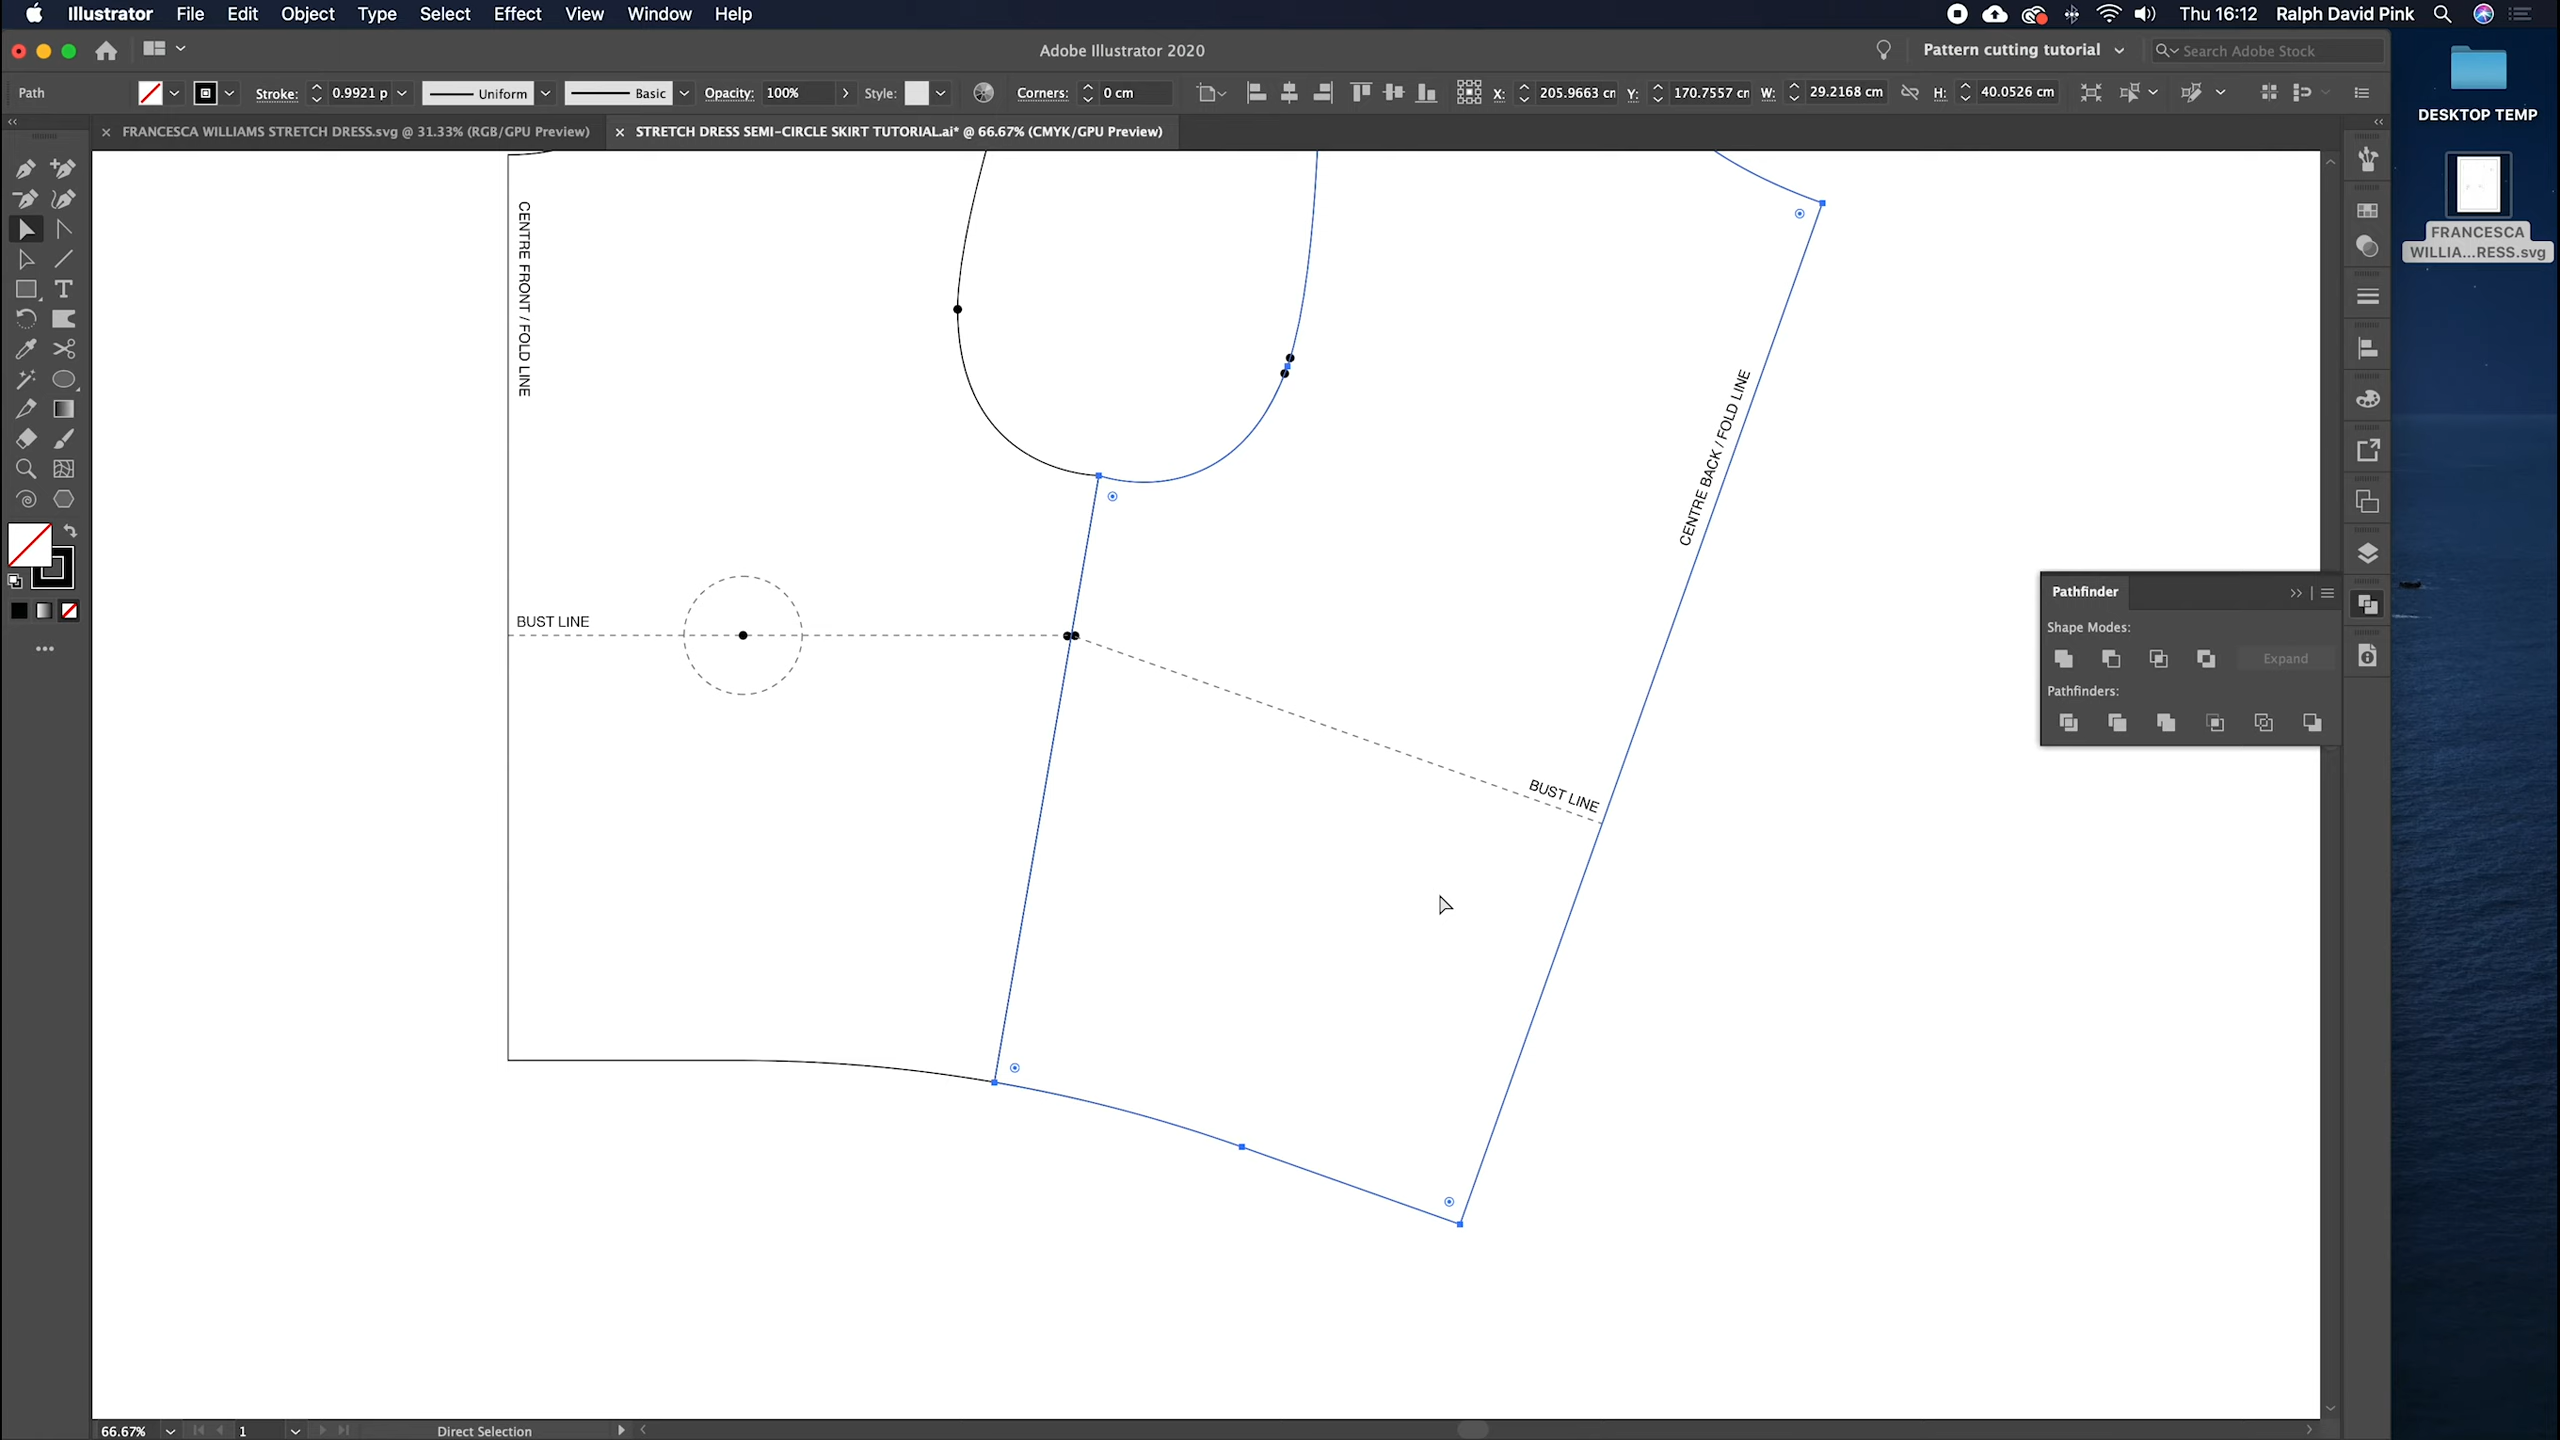 Illustrator File Edit Object Type Select Effect View Window Help
Thu 16:12 Ralph David Pink
Adobe Illustrator 2020
Pattern cutting tutorial
Search Adobe Stock
Path
Stroke: 0.9921 p
Uniform
Basic
Opacity: 100%
Style:
Corners: 0 cm
X: 205.9663 cm
Y: 170.7557 cm
W: 29.2168 cm
H: 40.0526 cm
× FRANCESCA WILLIAMS STRETCH DRESS.svg @ 31.33% (RGB/GPU Preview)
× STRETCH DRESS SEMI-CIRCLE SKIRT TUTORIAL.ai* @ 66.67% (CMYK/GPU Preview)
DESKTOP TEMP
FRANCESCA
WILLIA...RESS.svg
CENTRE FRONT / FOLD LINE
CENTRE BACK / FOLD LINE
BUST LINE
BUST LINE
Pathfinder
Shape Modes:
Expand
Pathfinders:
66.67%
1
Direct Selection